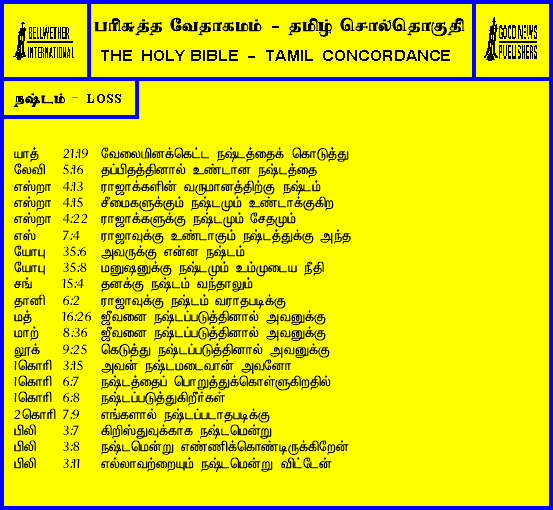 BELLWETHER
INTERNATIONAL
பரிசுத்த வேதாகமம் - தமிழ் சொல்தொகுதி
THE HOLY BIBLE - TAMIL CONCORDANCE
GOOD NEWS
PUBLISHERS
நஷ்டம் - LOSS
யாத் 21:19 வேலைமினக்கெட்ட நஷ்டத்தைக் கொடுத்து
லேவி 5:16 தப்பிதத்தினால் உண்டான நஷ்டத்தை
எஸ்றா 4:13 ராஜாக்களின் வருமானத்திற்கு நஷ்டம்
எஸ்றா 4:15 சீமைகளுக்கும் நஷ்டமும் உண்டாக்குகிற
எஸ்றா 4:22 ராஜாக்களுக்கு நஷ்டமும் சேதமும்
எஸ் 7:4 ராஜாவுக்கு உண்டாகும் நஷ்டத்துக்கு அந்த
யோபு 35:6 அவருக்கு என்ன நஷ்டம்
யோபு 35:8 மனுஷனுக்கு நஷ்டமும் உம்முடைய நீதி
சங் 15:4 தனக்கு நஷ்டம் வந்தாலும்
தானி 6:2 ராஜாவுக்கு நஷ்டம் வராதபடிக்கு
மத் 16:26 ஜீவனை நஷ்டப்படுத்தினால் அவனுக்கு
மாற் 8:36 ஜீவனை நஷ்டப்படுத்தினால் அவனுக்கு
லூக் 9:25 கெடுத்து நஷ்டப்படுத்தினால் அவனுக்கு
1கொரி 3:15 அவன் நஷ்டமடைவான் அவனோ
1கொரி 6:7 நஷ்டத்தைப் பொறுத்துக்கொள்ளுகிறதில்
1கொரி 6:8 நஷ்டப்படுத்துகிறீர்கள்
2கொரி 7:9 எங்களால் நஷ்டப்படாதபடிக்கு
பிலி 3:7 கிறிஸ்துவுக்காக நஷ்டமென்று
பிலி 3:8 நஷ்டமென்று எண்ணிக்கொண்டிருக்கிறேன்
பிலி 3:11 எல்லாவற்றையும் நஷ்டமென்று விட்டேன்